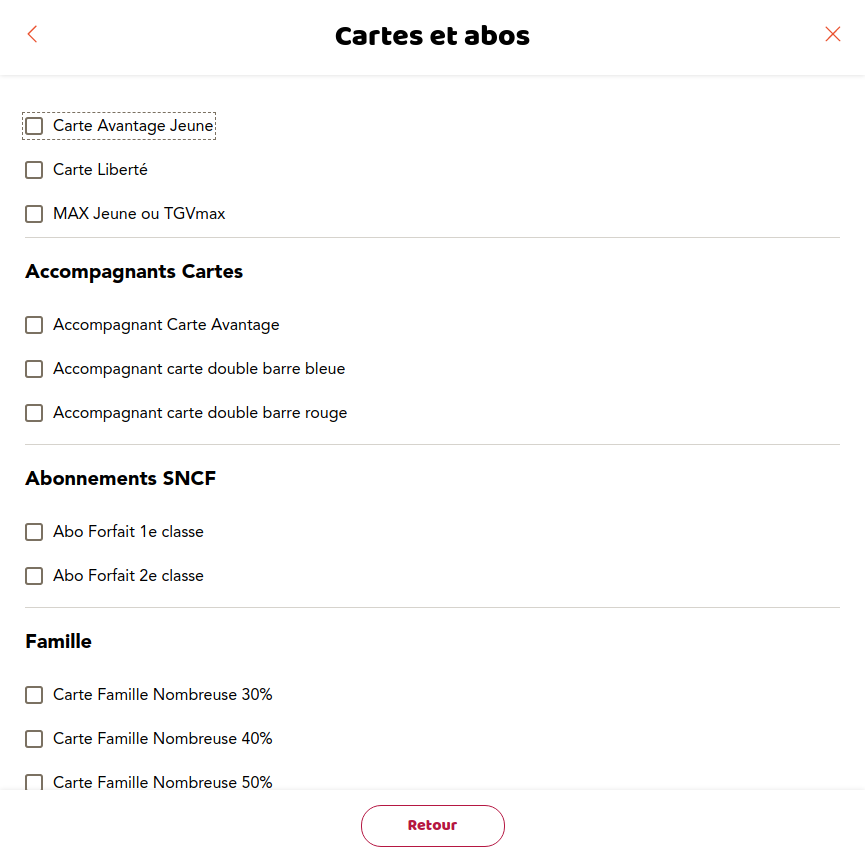 Cartes et abos
Carte Avantage Jeune
Carte Liberté
MAX Jeune ou TGVmax
Accompagnants Cartes
Accompagnant Carte Avantage
Accompagnant carte double barre bleue
Accompagnant carte double barre rouge
Abonnements SNCF
Abo Forfait 1e classe
Abo Forfait 2e classe
Famille
Carte Famille Nombreuse 30%
Carte Famille Nombreuse 40%
Carte Famille Nombreuse 50%
Retour